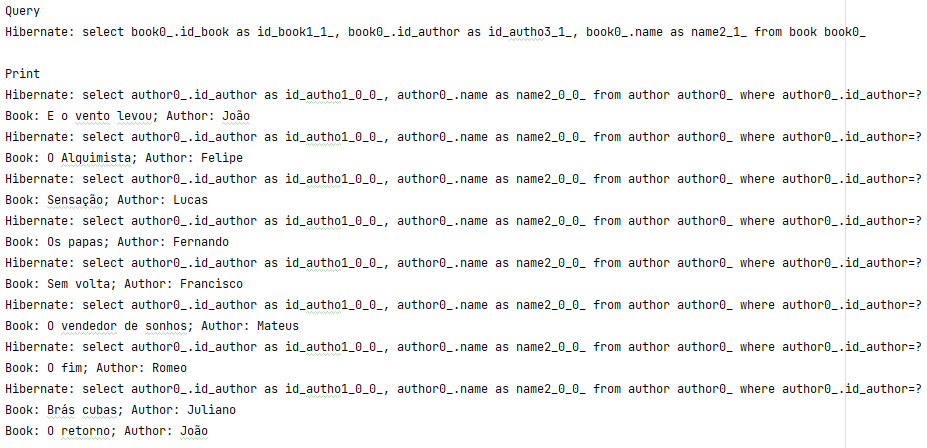 Query
Hibernate: select book0_.id_book as id_book1_1_, book0_.id_author as id_autho3_1_, book0_.name as name2_1_ from book book0_
Print
Hibernate: select author0_.id_author as id_autho1_0_0_, author0_.name as name2_0_0_ from author author0_ where author0_.id_author=?
Book: E o vento levou; Author: João
Hibernate: select author0_.id_author as id_autho1_0_0_, author0_.name as name2_0_0_ from author author0_ where author0_.id_author=?
Book: O Alquimista; Author: Felipe
Hibernate: select author0_.id_author as id_autho1_0_0_, author0_.name as name2_0_0_ from author author0_ where author0_.id_author=?
Book: Sensação; Author: Lucas
Hibernate: select author0_.id_author as id_autho1_0_0_, author0_.name as name2_0_0_ from author author0_ where author0_.id_author=?
Book: Os papas; Author: Fernando
Hibernate: select author0_.id_author as id_autho1_0_0_, author0_.name as name2_0_0_ from author author0_ where author0_.id_author=?
Book: Sem volta; Author: Francisco
Hibernate: select author0_.id_author as id_autho1_0_0_, author0_.name as name2_0_0_ from author author0_ where author0_.id_author=?
Book: O vendedor de sonhos; Author: Mateus
Hibernate: select author0_.id_author as id_autho1_0_0_, author0_.name as name2_0_0_ from author author0_ where author0_.id_author=?
Book: O fim; Author: Romeo
Hibernate: select author0_.id_author as id_autho1_0_0_, author0_.name as name2_0_0_ from author author0_ where author0_.id_author=?
Book: Brás cubas; Author: Juliano
Book: O retorno; Author: João